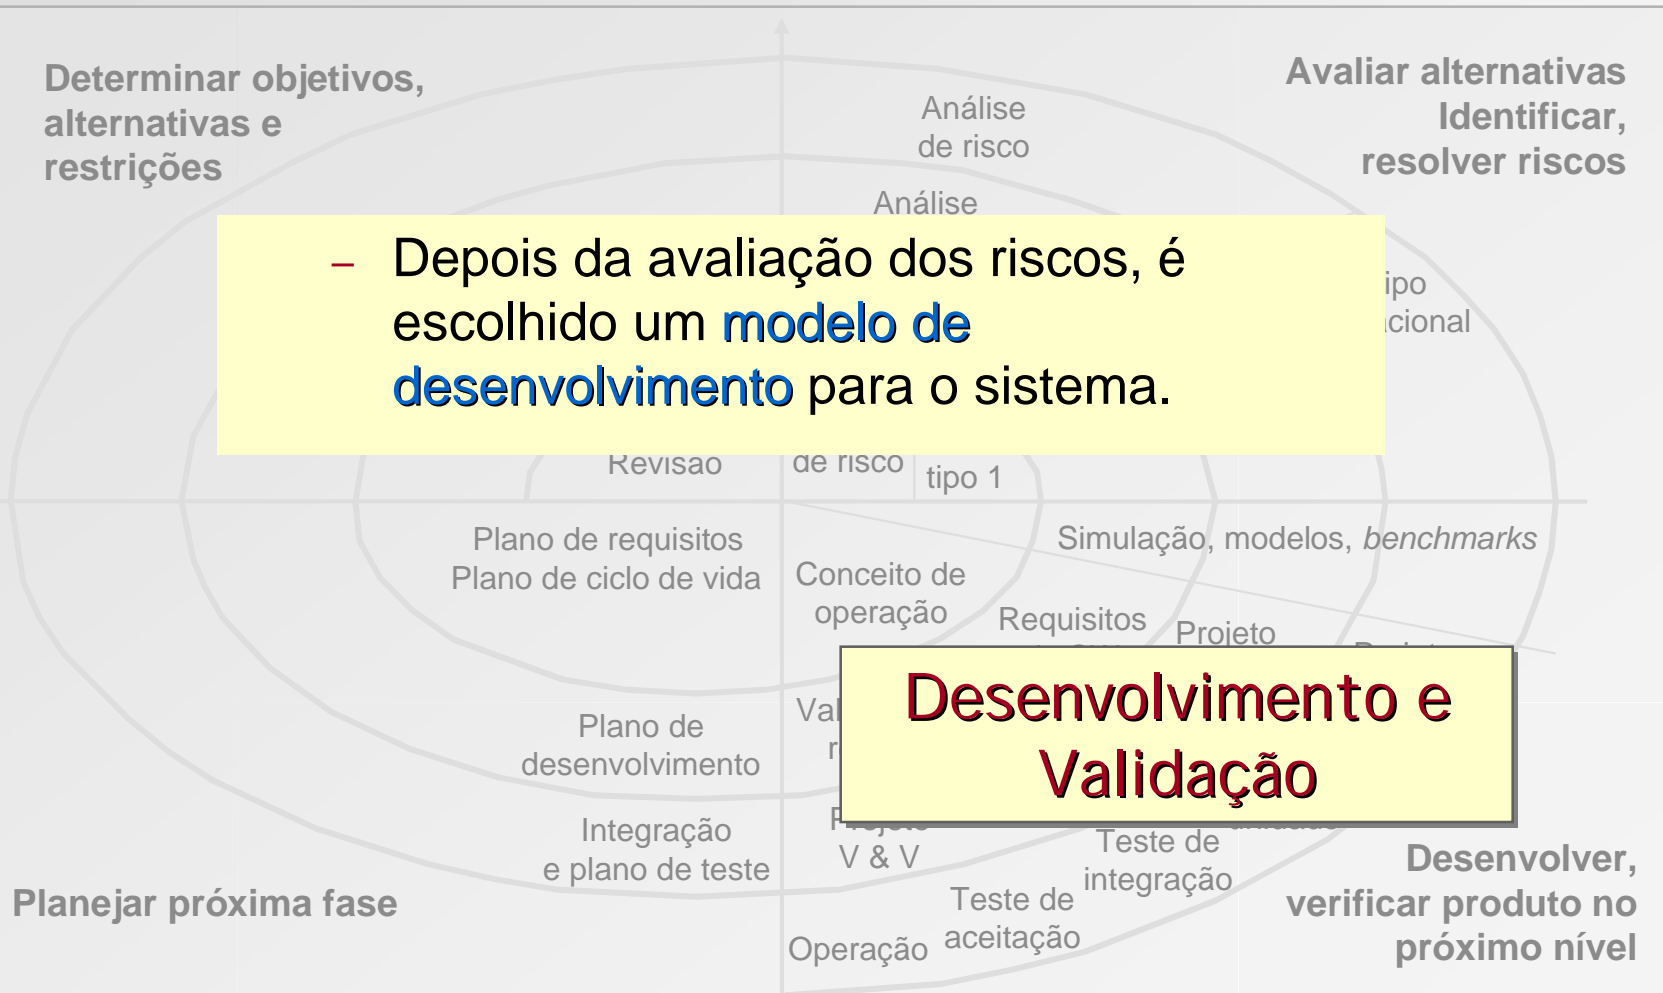 Determinar objetivos,
alternativas e
restrições
Avaliar alternativas
Identificar,
resolver riscos
Análise
de risco
Análise
– Depois da avaliação dos riscos, é
escolhido um modelo de
desenvolvimento para o sistema.
ipo
cional
Revisão
de risco
tipo 1
Plano de requisitos
Plano de ciclo de vida
Simulação, modelos, benchmarks
Conceito de
operação
Requisitos
Projeto
Desenvolvimento e
Validação
Plano de
desenvolvimento
Val
Integração
e plano de teste
Projeto
V & V
Teste de
integração
Teste de
aceitação
Operação
Planejar próxima fase
Desenvolver,
verificar produto no
próximo nível